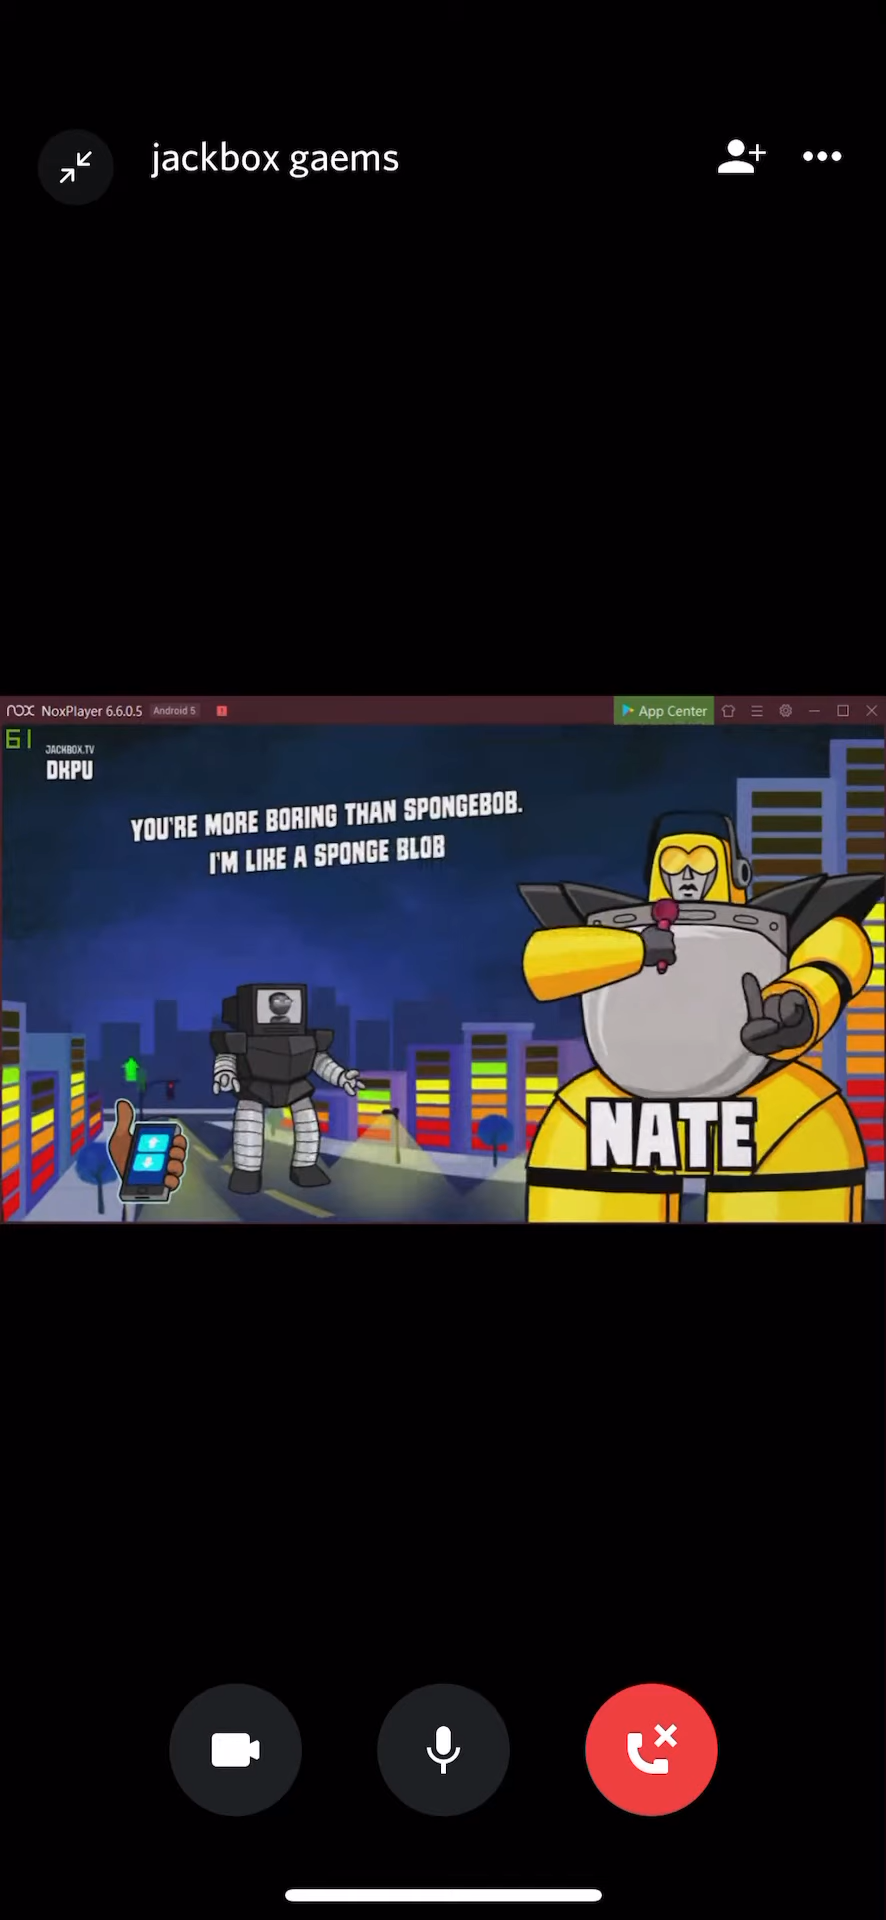 jackbox gaems
nox NoxPlayer 6.6.0.5 Android 5
App Center
61
JACKBOX.TV
DKPU
YOU'RE MORE BORING THAN SPONGEBOB.
I'M LIKE A SPONGE BLOB
NATE